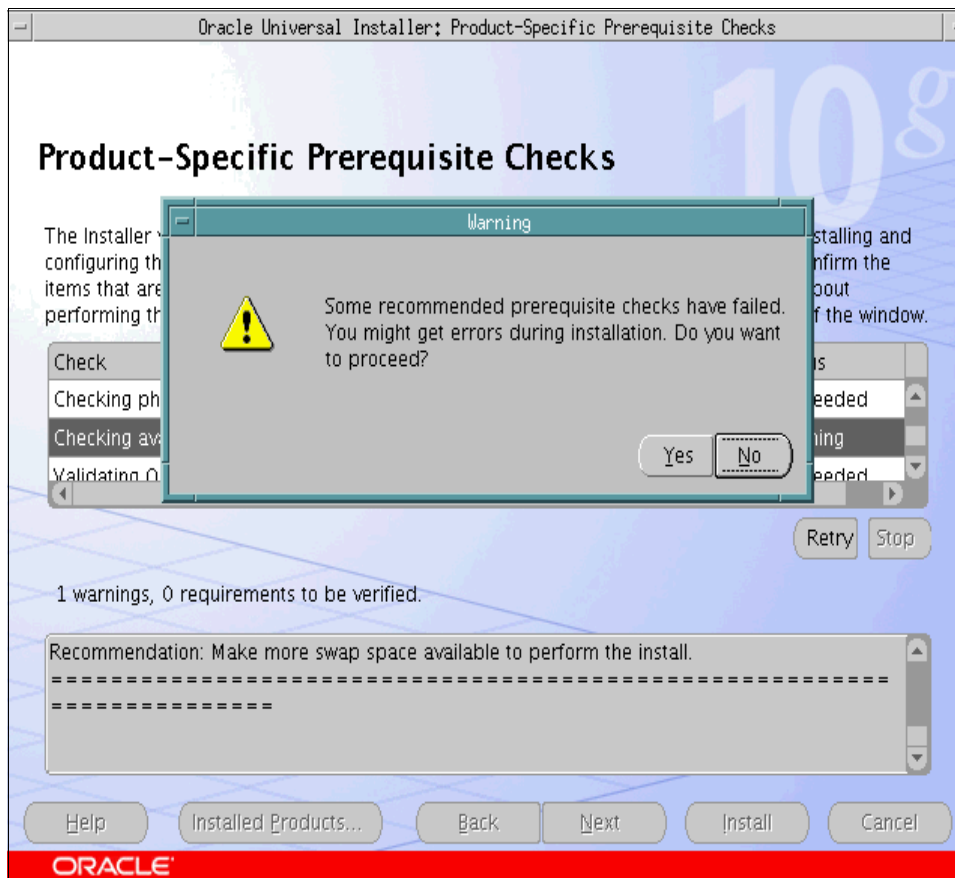 Oracle Universal Installer: Product-Specific Prerequisite Checks
10g
Product-Specific Prerequisite Checks
The Installer
configuring th
items that are
performing th
stalling and
nfirm the
bout
f the window.
Warning
Some recommended prerequisite checks have failed.
You might get errors during installation. Do you want
to proceed?
Yes No
Check
us
Checking ph
eeded
Checking av
ning
Validating O
eeded
Retry Stop
1 warnings, 0 requirements to be verified.
Recommendation: Make more swap space available to perform the install.
=======================================================
===============
Help Installed Products... Back Next Install Cancel
ORACLE